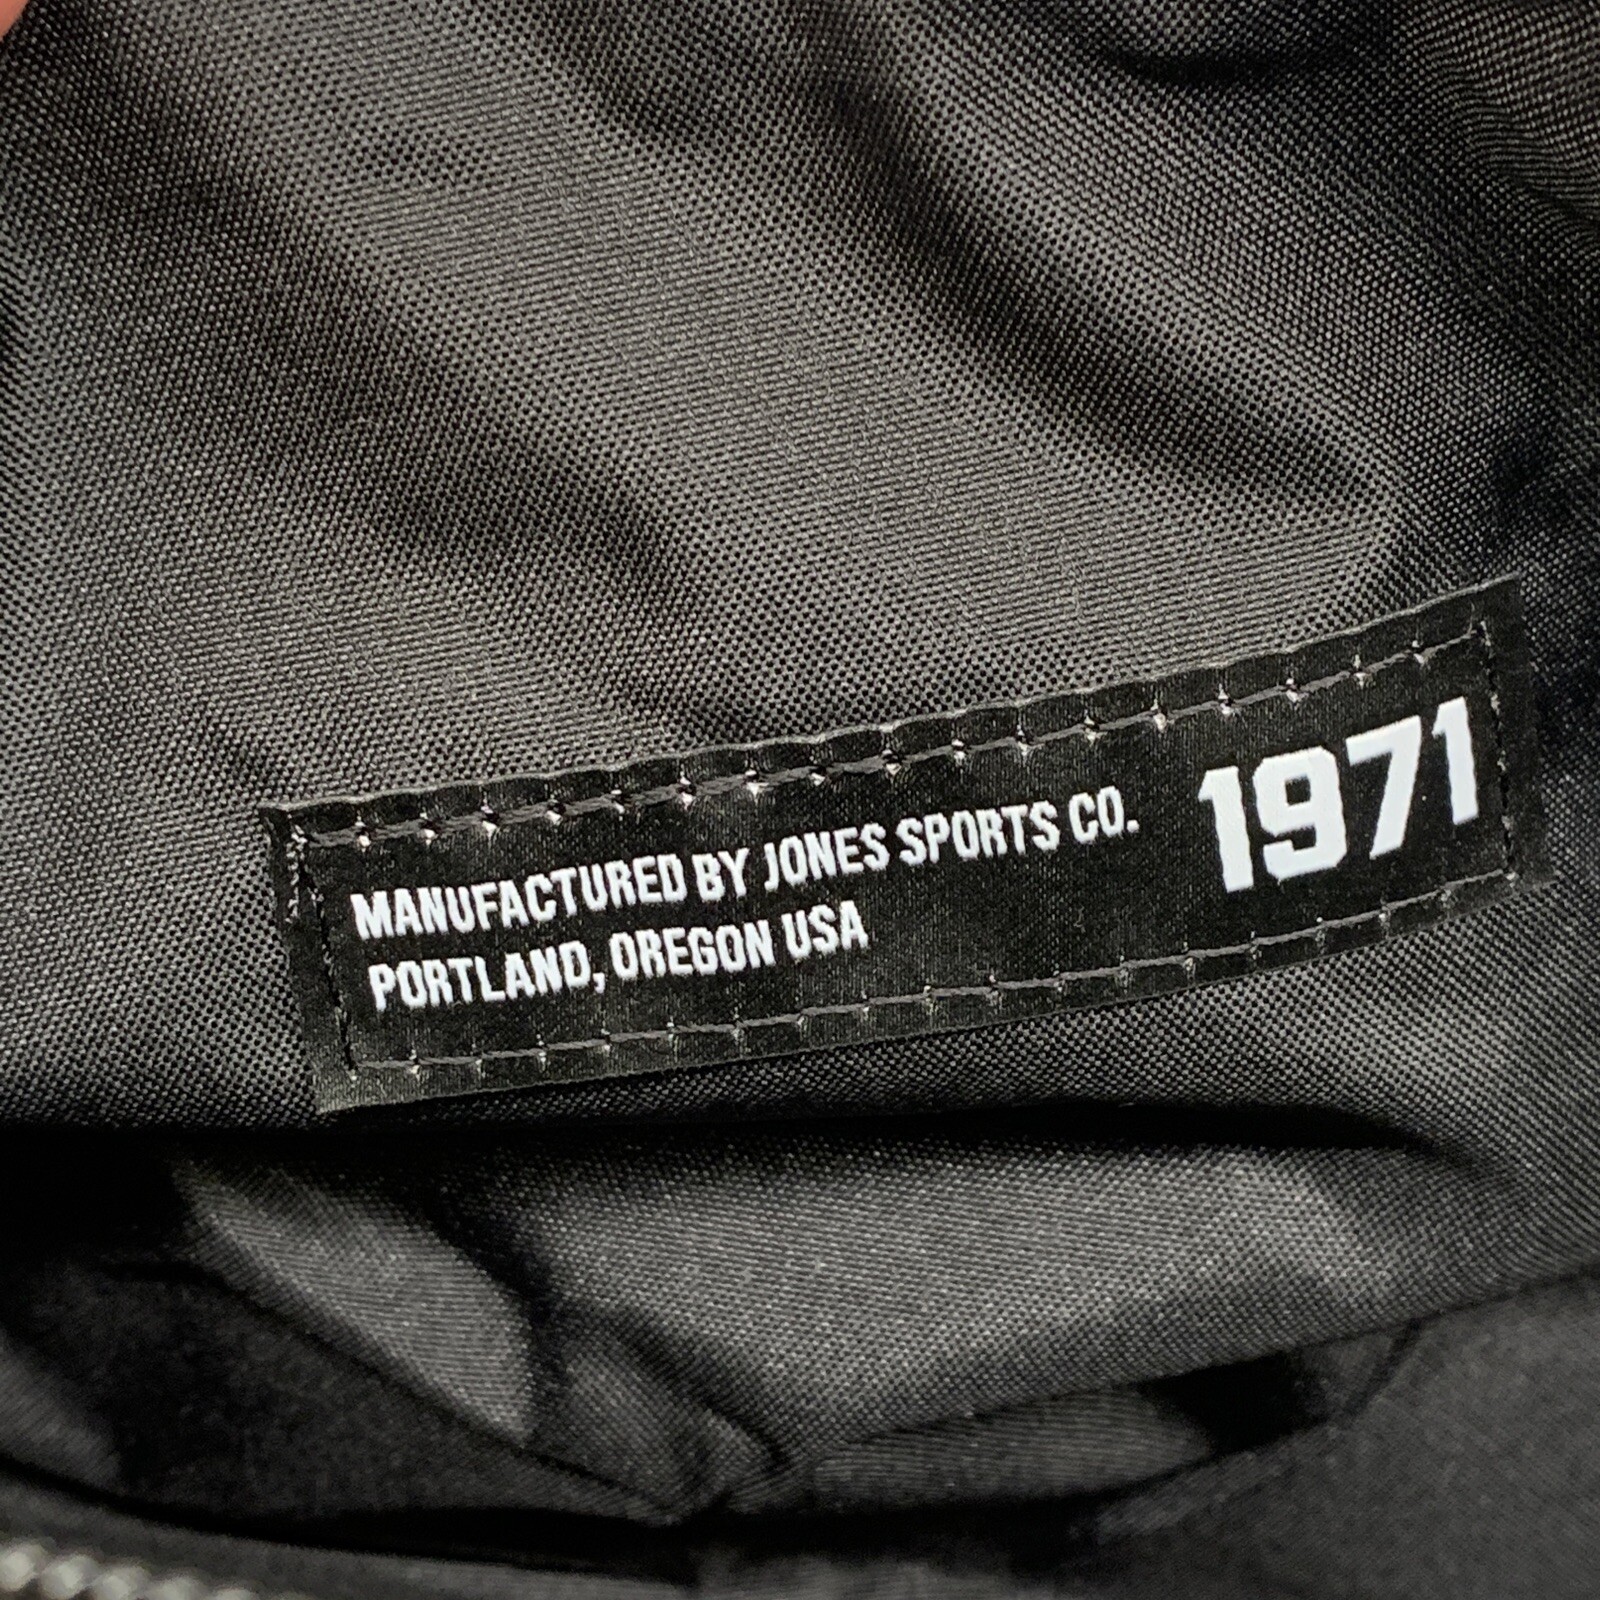 MANUFACTURED BY JONES SPORTS CO.
PORTLAND, OREGON USA
1971